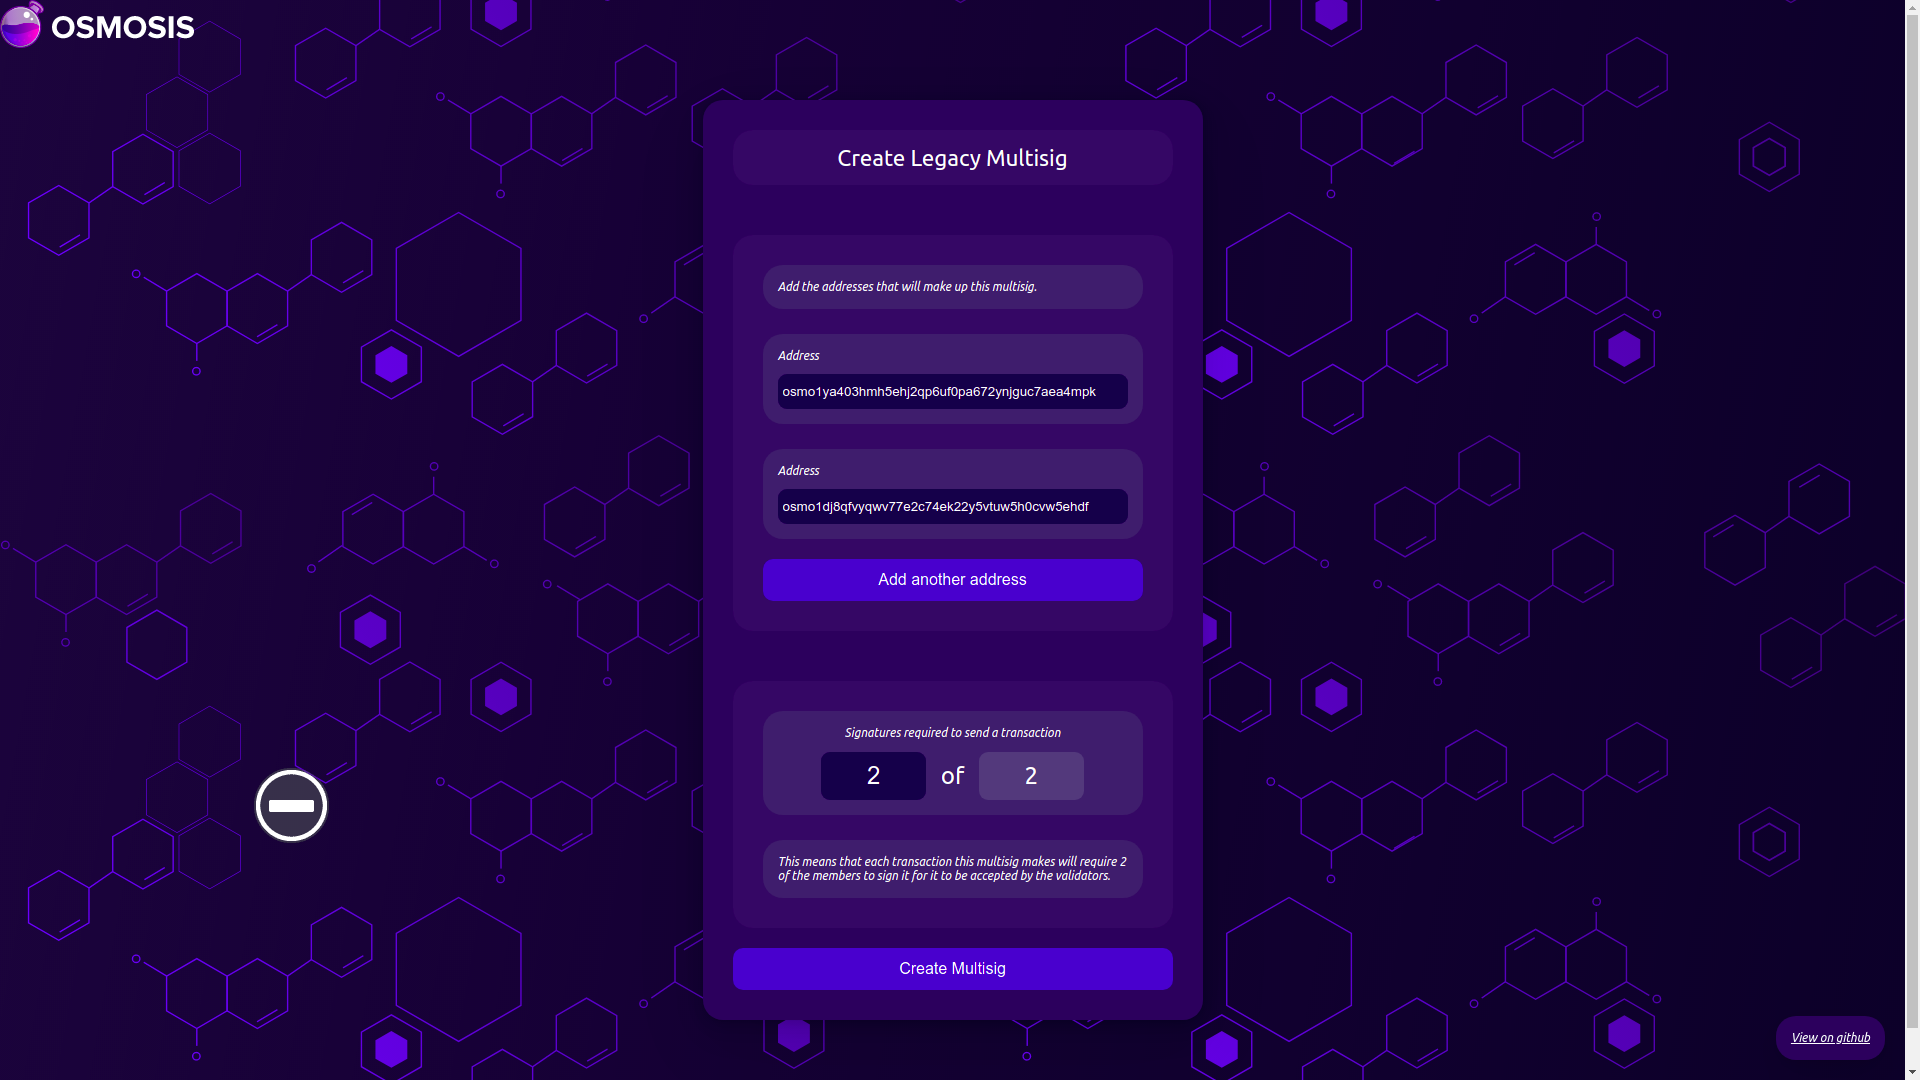 OSMOSIS
Create Legacy Multisig
Add the addresses that will make up this multisig.
Address
osmo1ya403hmh5ehj2qp6uf0pa672ynjguc7aea4mpk
Address
osmo1dj8qfvyqwv77e2c74ek22y5vtuw5h0cvw5ehdf
Add another address
Signatures required to send a transaction
2 of 2
This means that each transaction this multisig makes will require 2
of the members to sign it for it to be accepted by the validators.
Create Multisig
View on github